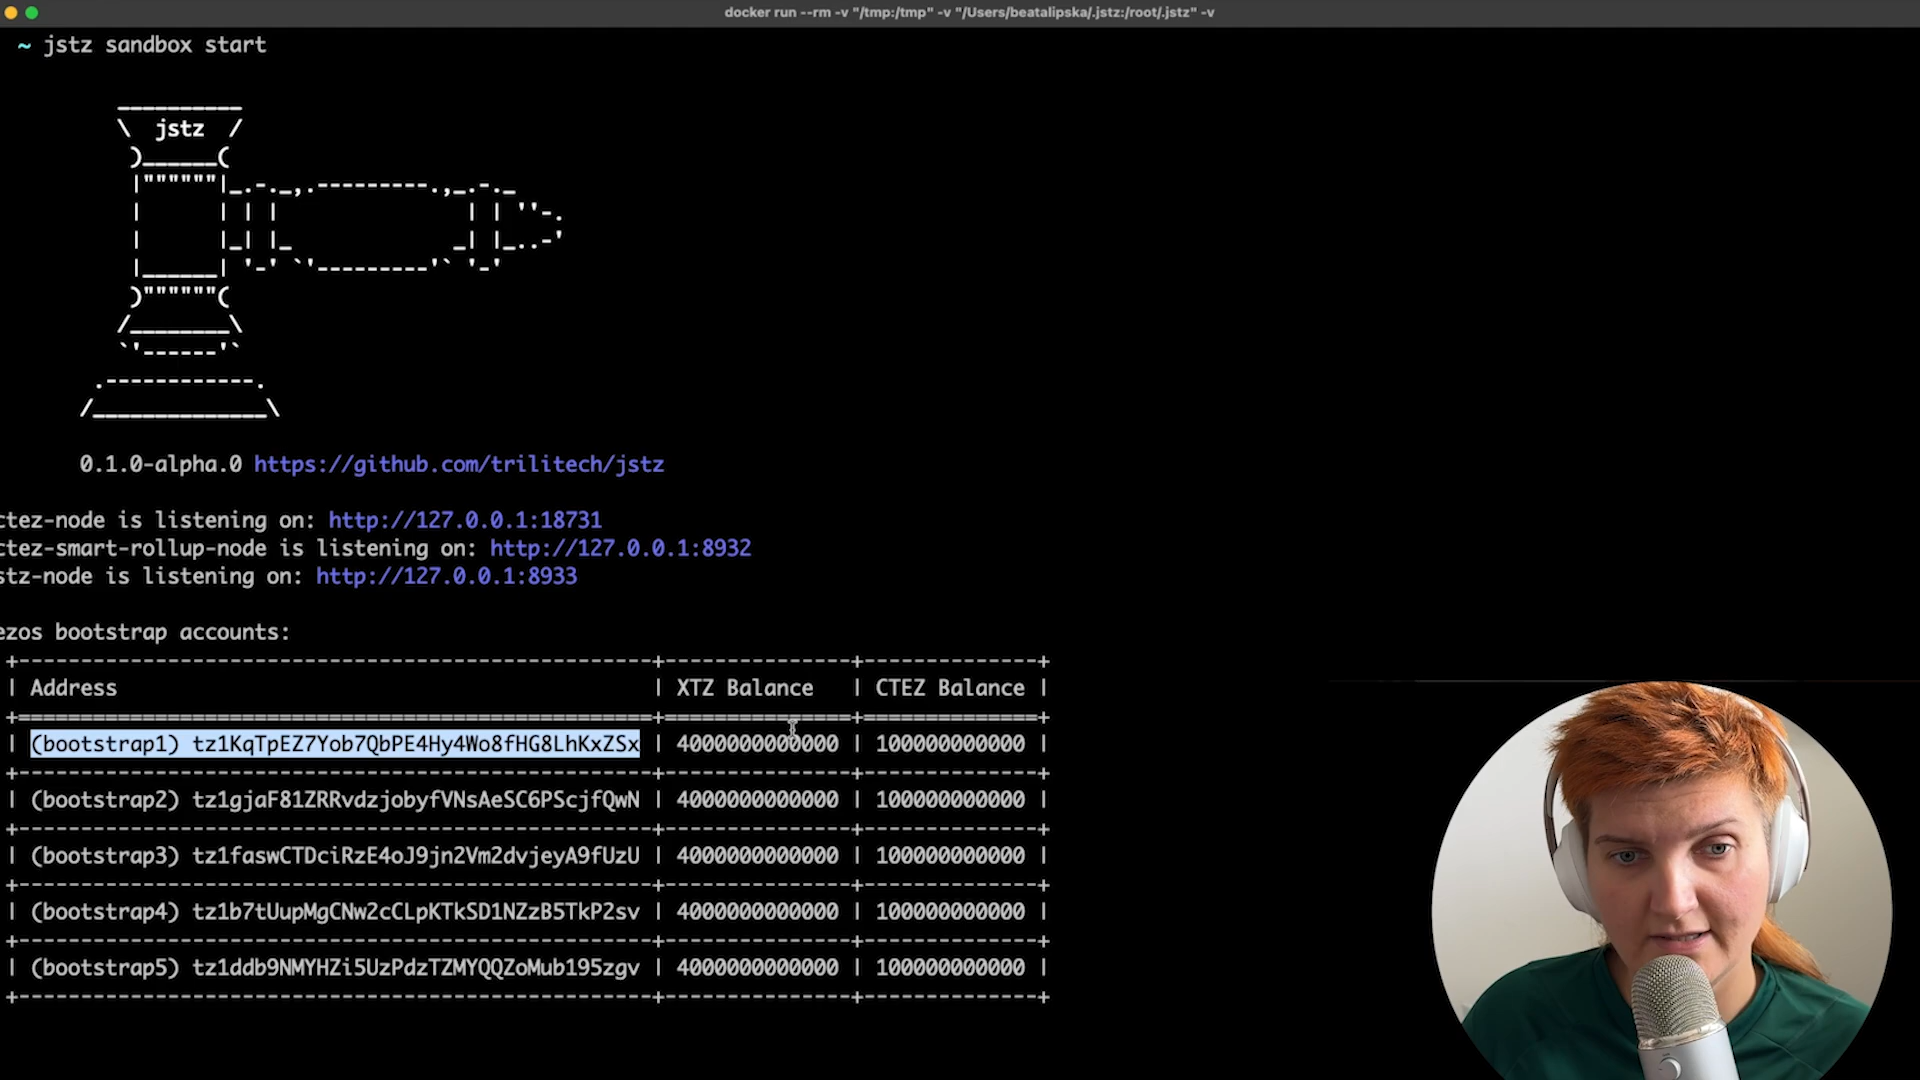 docker run --rm -v "/tmp:/tmp" -v "/Users/beatalipska/.jstz:/root/.jstz" -v
~ jstz sandbox start
jstz
0.1.0-alpha.0 https://github.com/trilitech/jstz
ctez-node is listening on: http://127.0.0.1:18731
ctez-smart-rollup-node is listening on: http://127.0.0.1:8932
stz-node is listening on: http://127.0.0.1:8933
ezos bootstrap accounts:
| Address | XTZ Balance | CTEZ Balance |
| (bootstrap1) tz1KqTpEZ7Yob7QbPE4Hy4Wo8fHG8LhKxZSx | 4000000000000 | 100000000000 |
| (bootstrap2) tz1gjaF81ZRRvdzjobyfVNsAeSC6PScjfQwN | 4000000000000 | 100000000000 |
| (bootstrap3) tz1faswCTDciRzE4oJ9jn2Vm2dvjeyA9fUzU | 4000000000000 | 100000000000 |
| (bootstrap4) tz1b7tUupMgCNw2cCLpKTkSD1NZzB5TkP2sv | 4000000000000 | 100000000000 |
| (bootstrap5) tz1ddb9NMYHZi5UzPdzTZMYQQZoMub195zgv | 4000000000000 | 100000000000 |